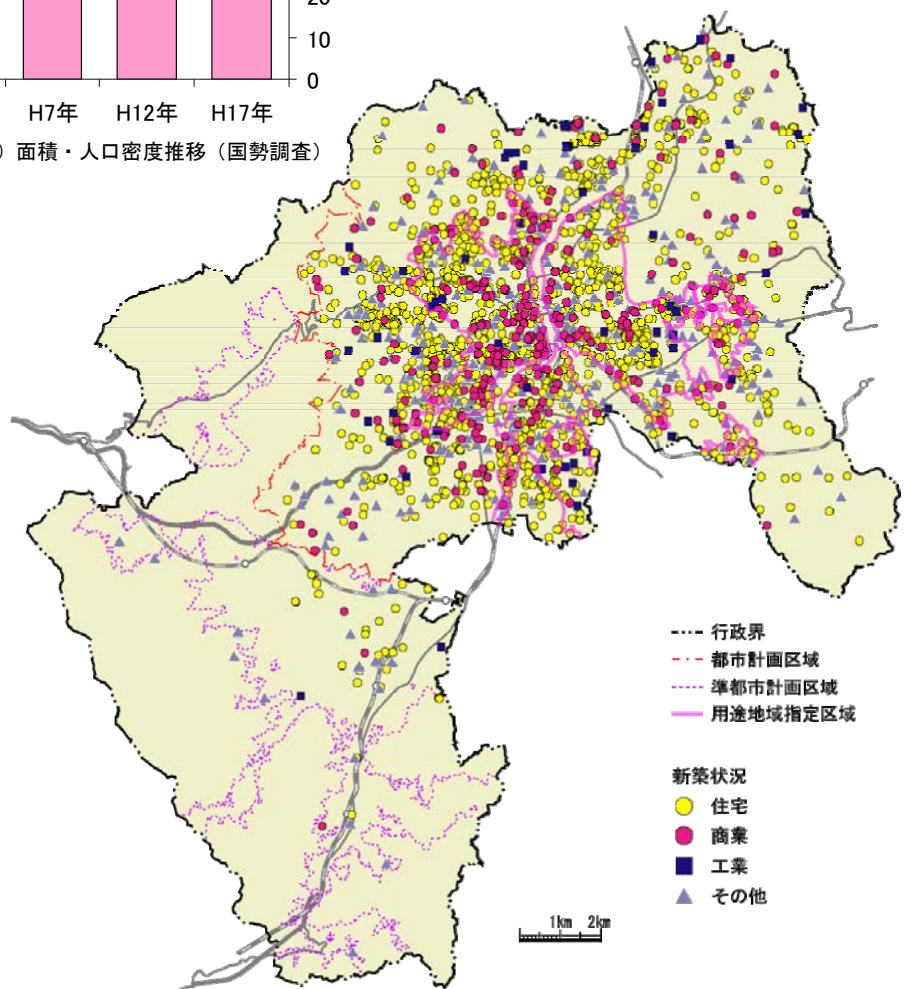 10
0
H7年 H12年 H17年
）面積・人口密度推移（国勢調査）
行政界
都市計画区域
準都市計画区域
用途地域指定区域
新築状況
住宅
商業
工業
その他
1km 2km